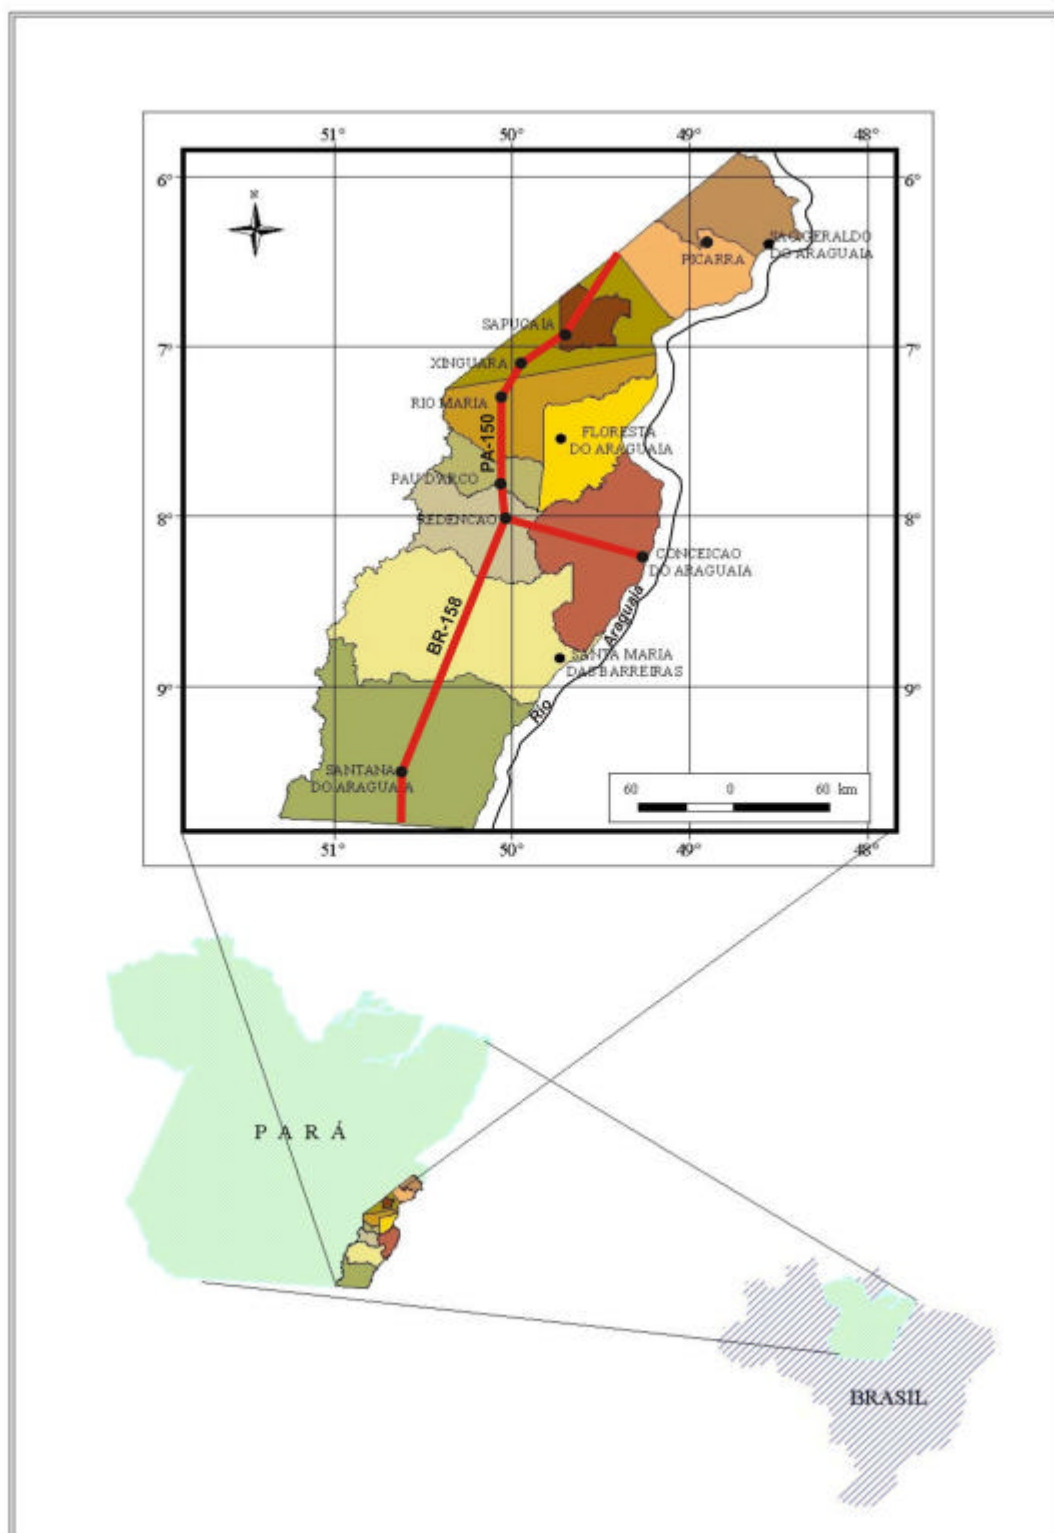 51° 50° 49° 48°
6° 6°
N
SAO GERALDO
DO ARAGUAIA
PICARRA
SAPUCAIA
7° 7°
XINGUARA
RIO MARIA
PA-150
FLORESTA
DO ARAGUAIA
PAU D'ARCO
8° 8°
REDENCAO
CONCEICAO
DO ARAGUAIA
BR-158
Rio Araguaia
SANTA MARIA
DAS BARREIRAS
9° 9°
SANTANA
DO ARAGUAIA
60 0 60 km
51° 50° 49° 48°
PARÁ
BRASIL